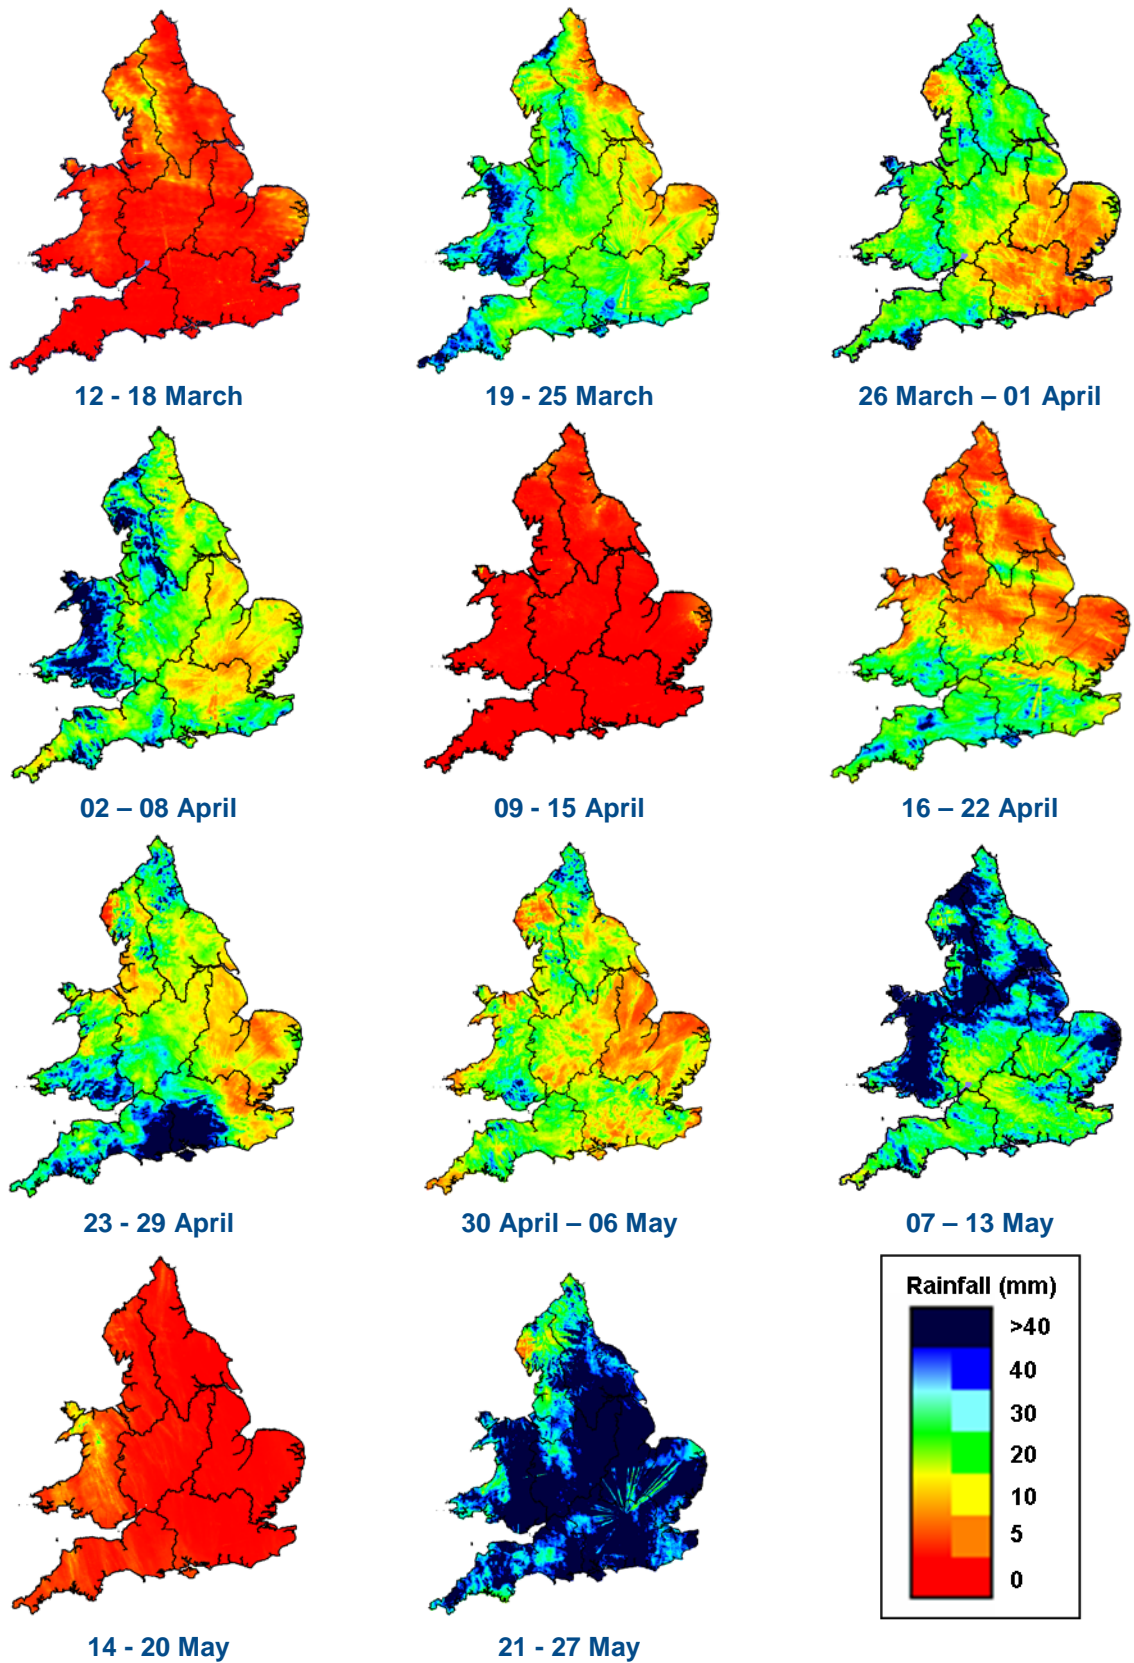 12 - 18 March
19 - 25 March
26 March – 01 April
02 – 08 April
09 - 15 April
16 – 22 April
23 - 29 April
30 April – 06 May
07 – 13 May
Rainfall (mm)
>40
40
30
20
10
5
0
14 - 20 May
21 - 27 May